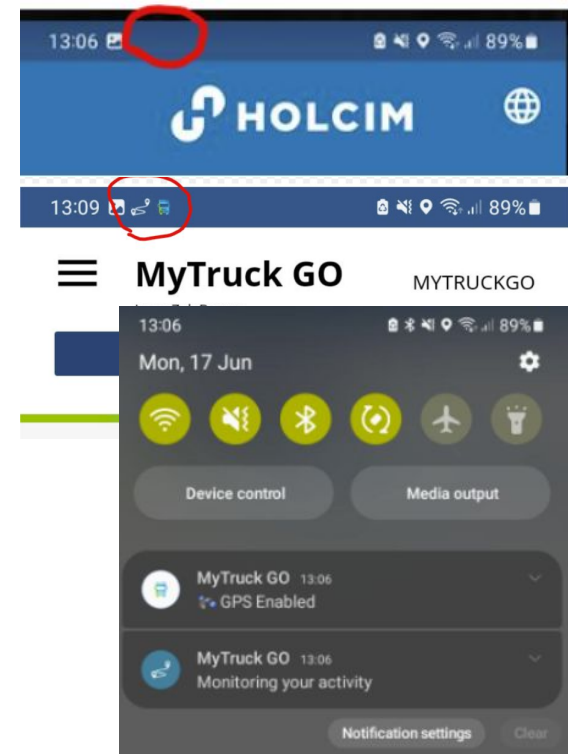 13:06 89%
HOLCIM
13:09 89%
MyTruck GO MYTRUCKGO
13:06 89%
Mon, 17 Jun
Device control Media output
MyTruck GO 13:06
GPS Enabled
MyTruck GO 13:06
Monitoring your activity
Notification settings Clear